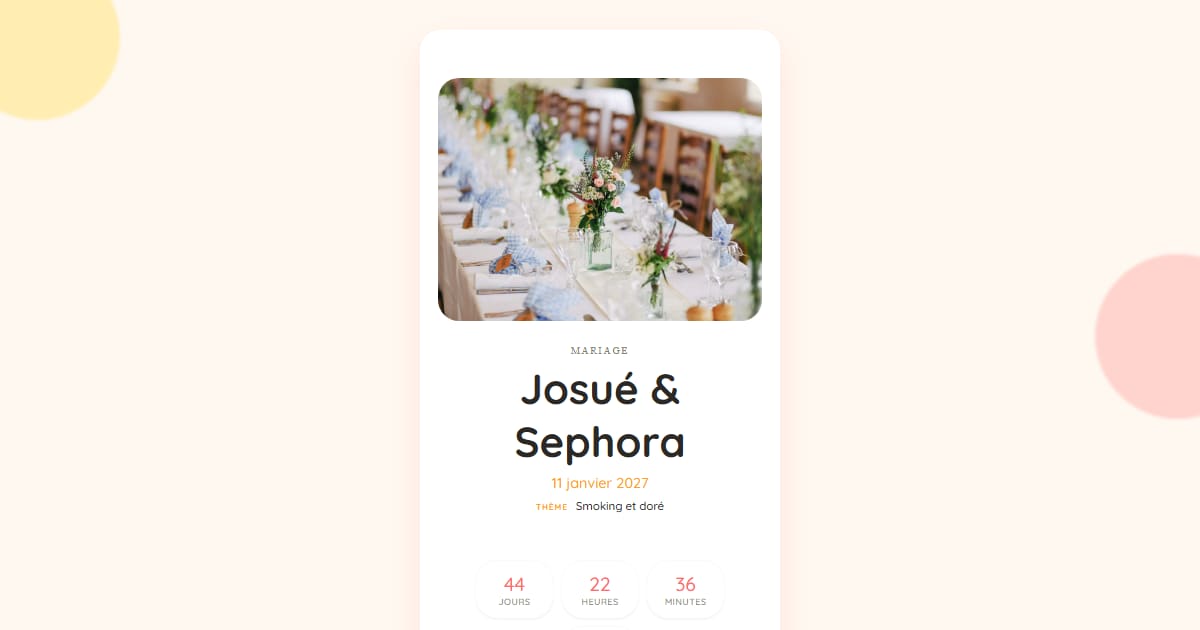 MARIAGE
Josué &
Sephora
11 janvier 2027
THÈME Smoking et doré
44 22 36
JOURS HEURES MINUTES